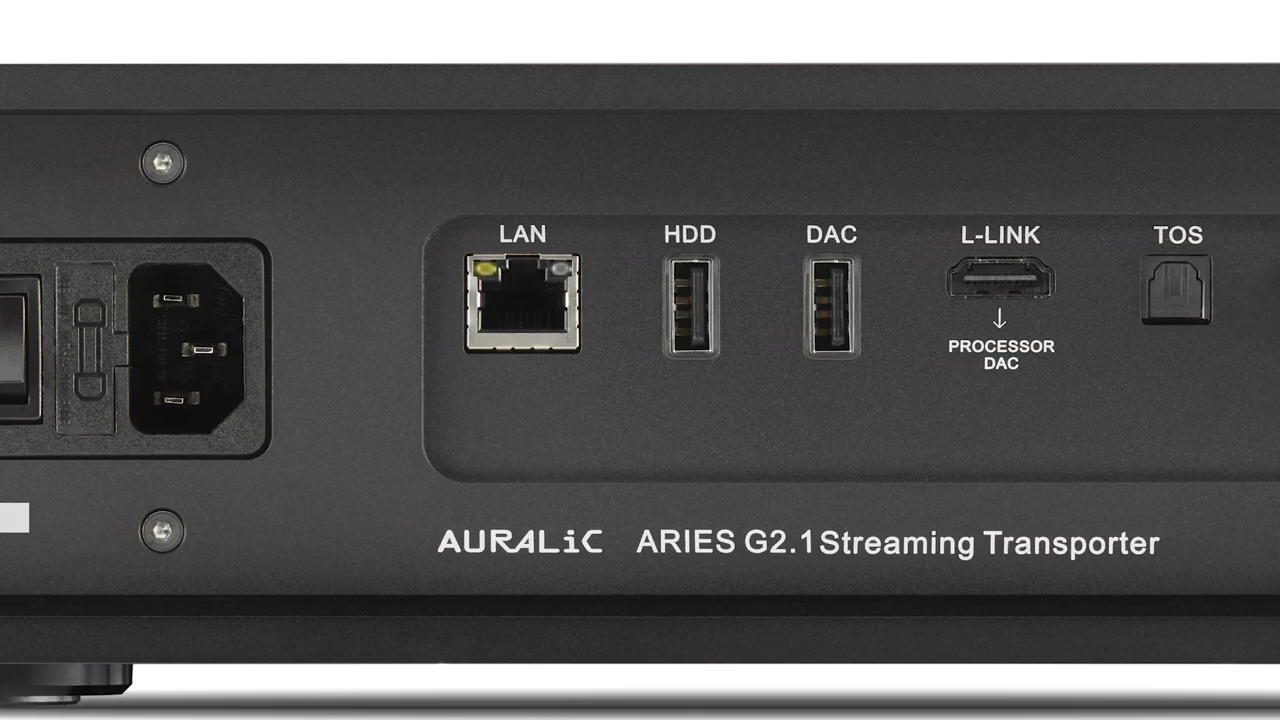 LAN HDD DAC L-LINK TOS
PROCESSOR
DAC
AURALiC ARIES G2.1 Streaming Transporter